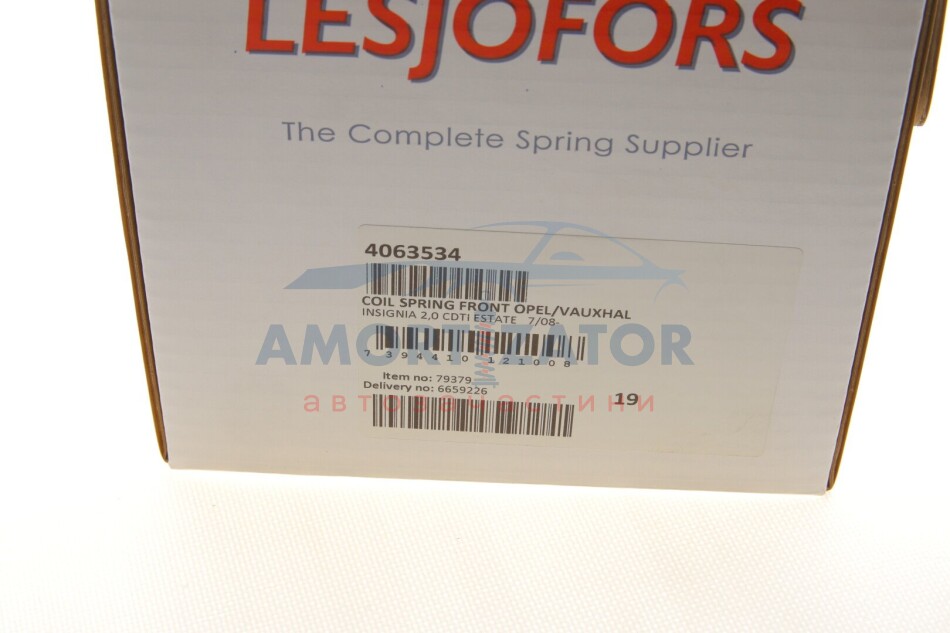 LESJOFORS
The Complete Spring Supplier
4063534
COIL SPRING FRONT OPEL/VAUXHAL
INSIGNIA 2,0 CDTI ESTATE 7/08-
AMORTIZATOR
7 394410 121008
Item no: 79379
Delivery no: 6659226
19
автозапчастини